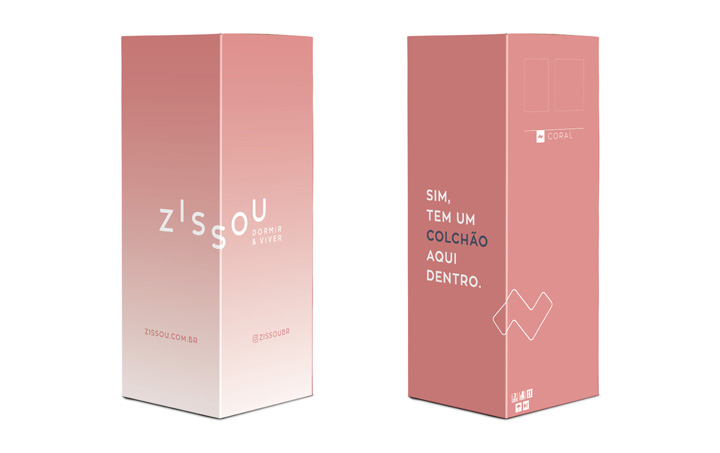 ZISSOU
DORMIR
& VIVER
ZISSOU.COM.BR
@ZISSOUBR
CORAL
SIM,
TEM UM
COLCHÃO
AQUI
DENTRO.